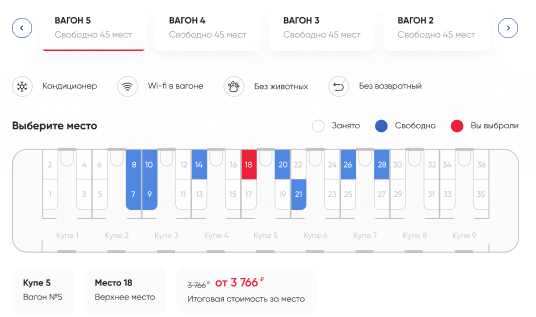 ВАГОН 5 ВАГОН 4 ВАГОН 3 ВАГОН 2
Свободно 45 мест Свободно 45 мест Свободно 45 мест Свободно 45 мест
Кондиционер Wi-fi в вагоне Без животных Без возвратный
Выберите место Занято Свободно Вы выбрали
2 4 6 8 10 12 14 16 18 20 22 24 26 28 30 32 34 36
1 3 5 7 9 11 13 15 17 19 21 23 25 27 29 31 33 35
Купе 1 Купе 2 Купе 3 Купе 4 Купе 5 Купе 6 Купе 7 Купе 8 Купе 9
Купе 5 Место 18 3 766 ₽ от 3 766 ₽
Вагон №5 Верхнее место Итоговая стоимость за место